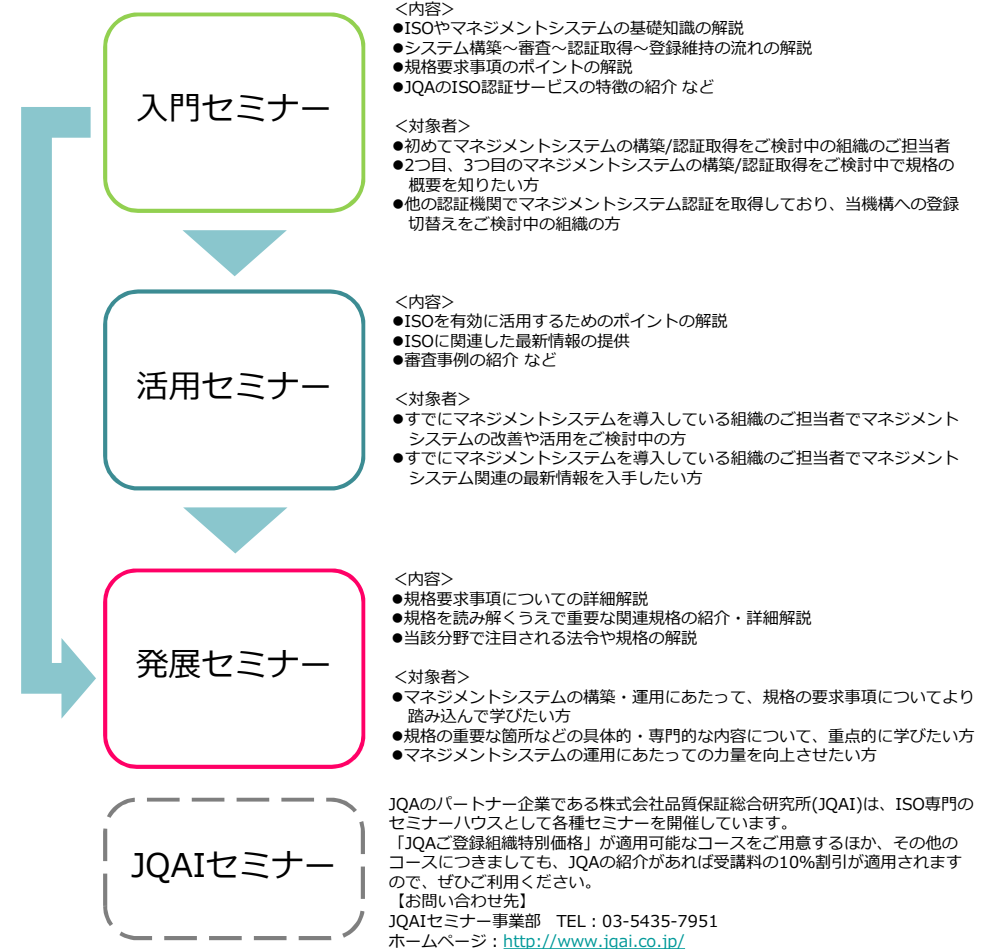 入門セミナー
＜内容＞
●ISOやマネジメントシステムの基礎知識の解説
●システム構築～審査～認証取得～登録維持の流れの解説
●規格要求事項のポイントの解説
●JQAのISO認証サービスの特徴の紹介 など
＜対象者＞
●初めてマネジメントシステムの構築/認証取得をご検討中の組織のご担当者
●2つ目、3つ目のマネジメントシステムの構築/認証取得をご検討中で規格の
概要を知りたい方
●他の認証機関でマネジメントシステム認証を取得しており、当機構への登録
切替えをご検討中の組織の方
活用セミナー
＜内容＞
●ISOを有効に活用するためのポイントの解説
●ISOに関連した最新情報の提供
●審査事例の紹介 など
＜対象者＞
●すでにマネジメントシステムを導入している組織のご担当者でマネジメント
システムの改善や活用をご検討中の方
●すでにマネジメントシステムを導入している組織のご担当者でマネジメント
システム関連の最新情報を入手したい方
発展セミナー
＜内容＞
●規格要求事項についての詳細解説
●規格を読み解くうえで重要な関連規格の紹介・詳細解説
●当該分野で注目される法令や規格の解説
＜対象者＞
●マネジメントシステムの構築・運用にあたって、規格の要求事項についてより
踏み込んで学びたい方
●規格の重要な箇所などの具体的・専門的な内容について、重点的に学びたい方
●マネジメントシステムの運用にあたっての力量を向上させたい方
JQAIセミナー
JQAのパートナー企業である株式会社品質保証総合研究所(JQAI)は、ISO専門の
セミナーハウスとして各種セミナーを開催しています。
「JQAご登録組織特別価格」が適用可能なコースをご用意するほか、その他の
コースにつきましても、JQAの紹介があれば受講料の10%割引が適用されます
ので、ぜひご利用ください。
【お問い合わせ先】
JQAIセミナー事業部 TEL：03-5435-7951
ホームページ：http://www.jqai.co.jp/